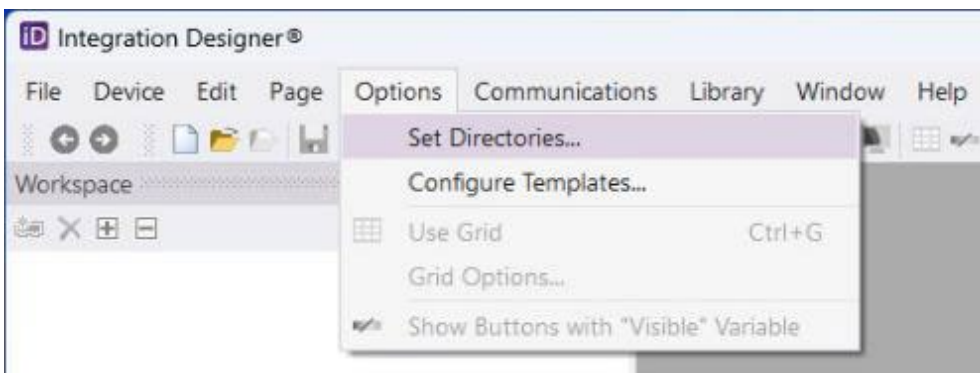 iD Integration Designer®
File Device Edit Page Options Communications Library Window Help
Set Directories...
Workspace
Configure Templates...
Use Grid Ctrl+G
Grid Options...
Show Buttons with "Visible" Variable